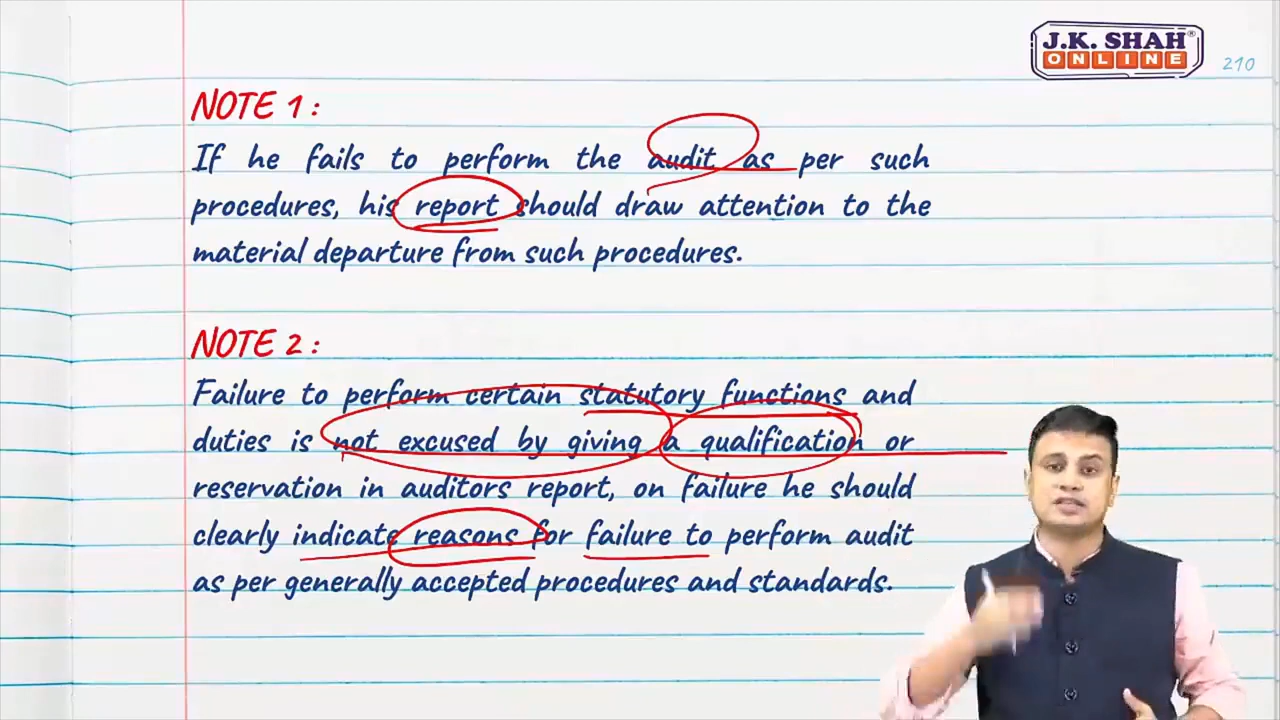 J.K. SHAH®
ONLINE
210
NOTE 1 :
If he fails to perform the audit as per such
procedures, his report should draw attention to the
material departure from such procedures.
NOTE 2 :
Failure to perform certain statutory functions and
duties is not excused by giving a qualification or
reservation in auditors report, on failure he should
clearly indicate reasons for failure to perform audit
as per generally accepted procedures and standards.